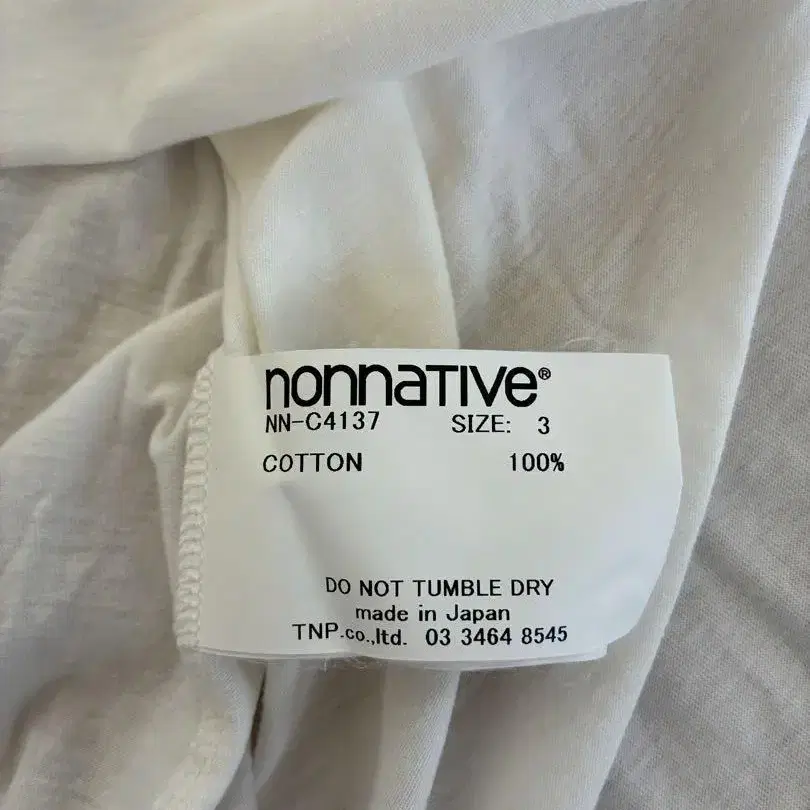 nonnative®
NN-C4137 SIZE: 3
COTTON 100%
DO NOT TUMBLE DRY
made in Japan
TNP.co.,ltd. 03 3464 8545